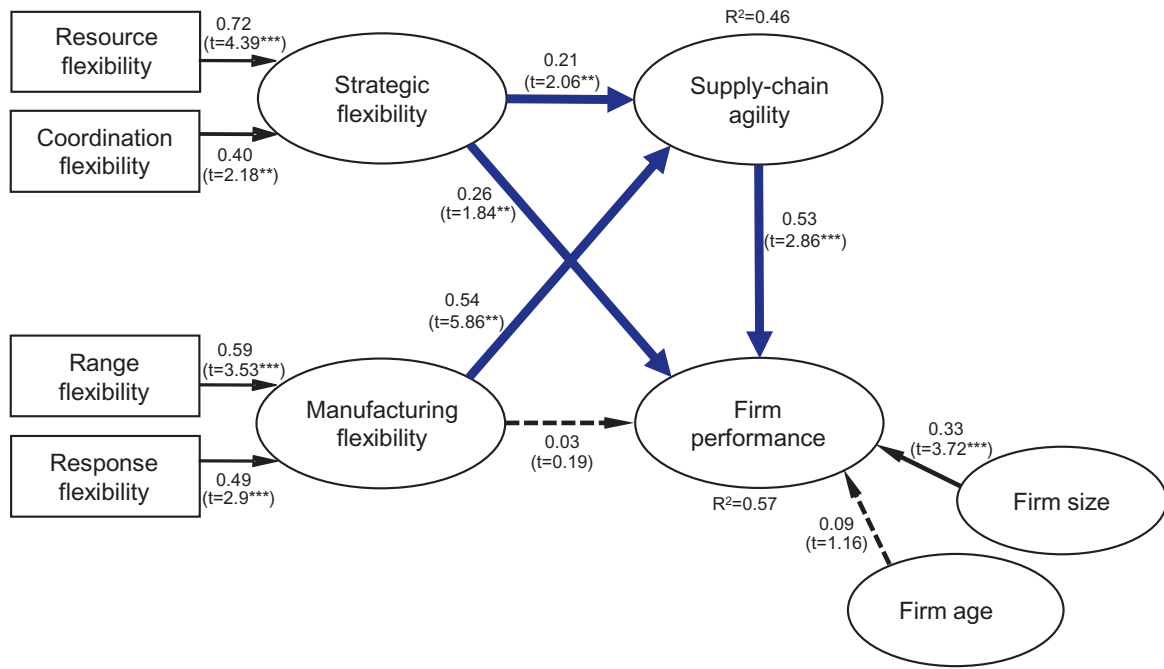 Resource
flexibility
0.72
(t=4.39***)
Coordination
flexibility
0.40
(t=2.18**)
Strategic
flexibility
0.21
(t=2.06**)
R²=0.46
Supply-chain
agility
0.26
(t=1.84**)
0.53
(t=2.86***)
0.54
(t=5.86**)
Range
flexibility
0.59
(t=3.53***)
Response
flexibility
0.49
(t=2.9***)
Manufacturing
flexibility
0.03
(t=0.19)
Firm
performance
R²=0.57
0.33
(t=3.72***)
Firm size
0.09
(t=1.16)
Firm age